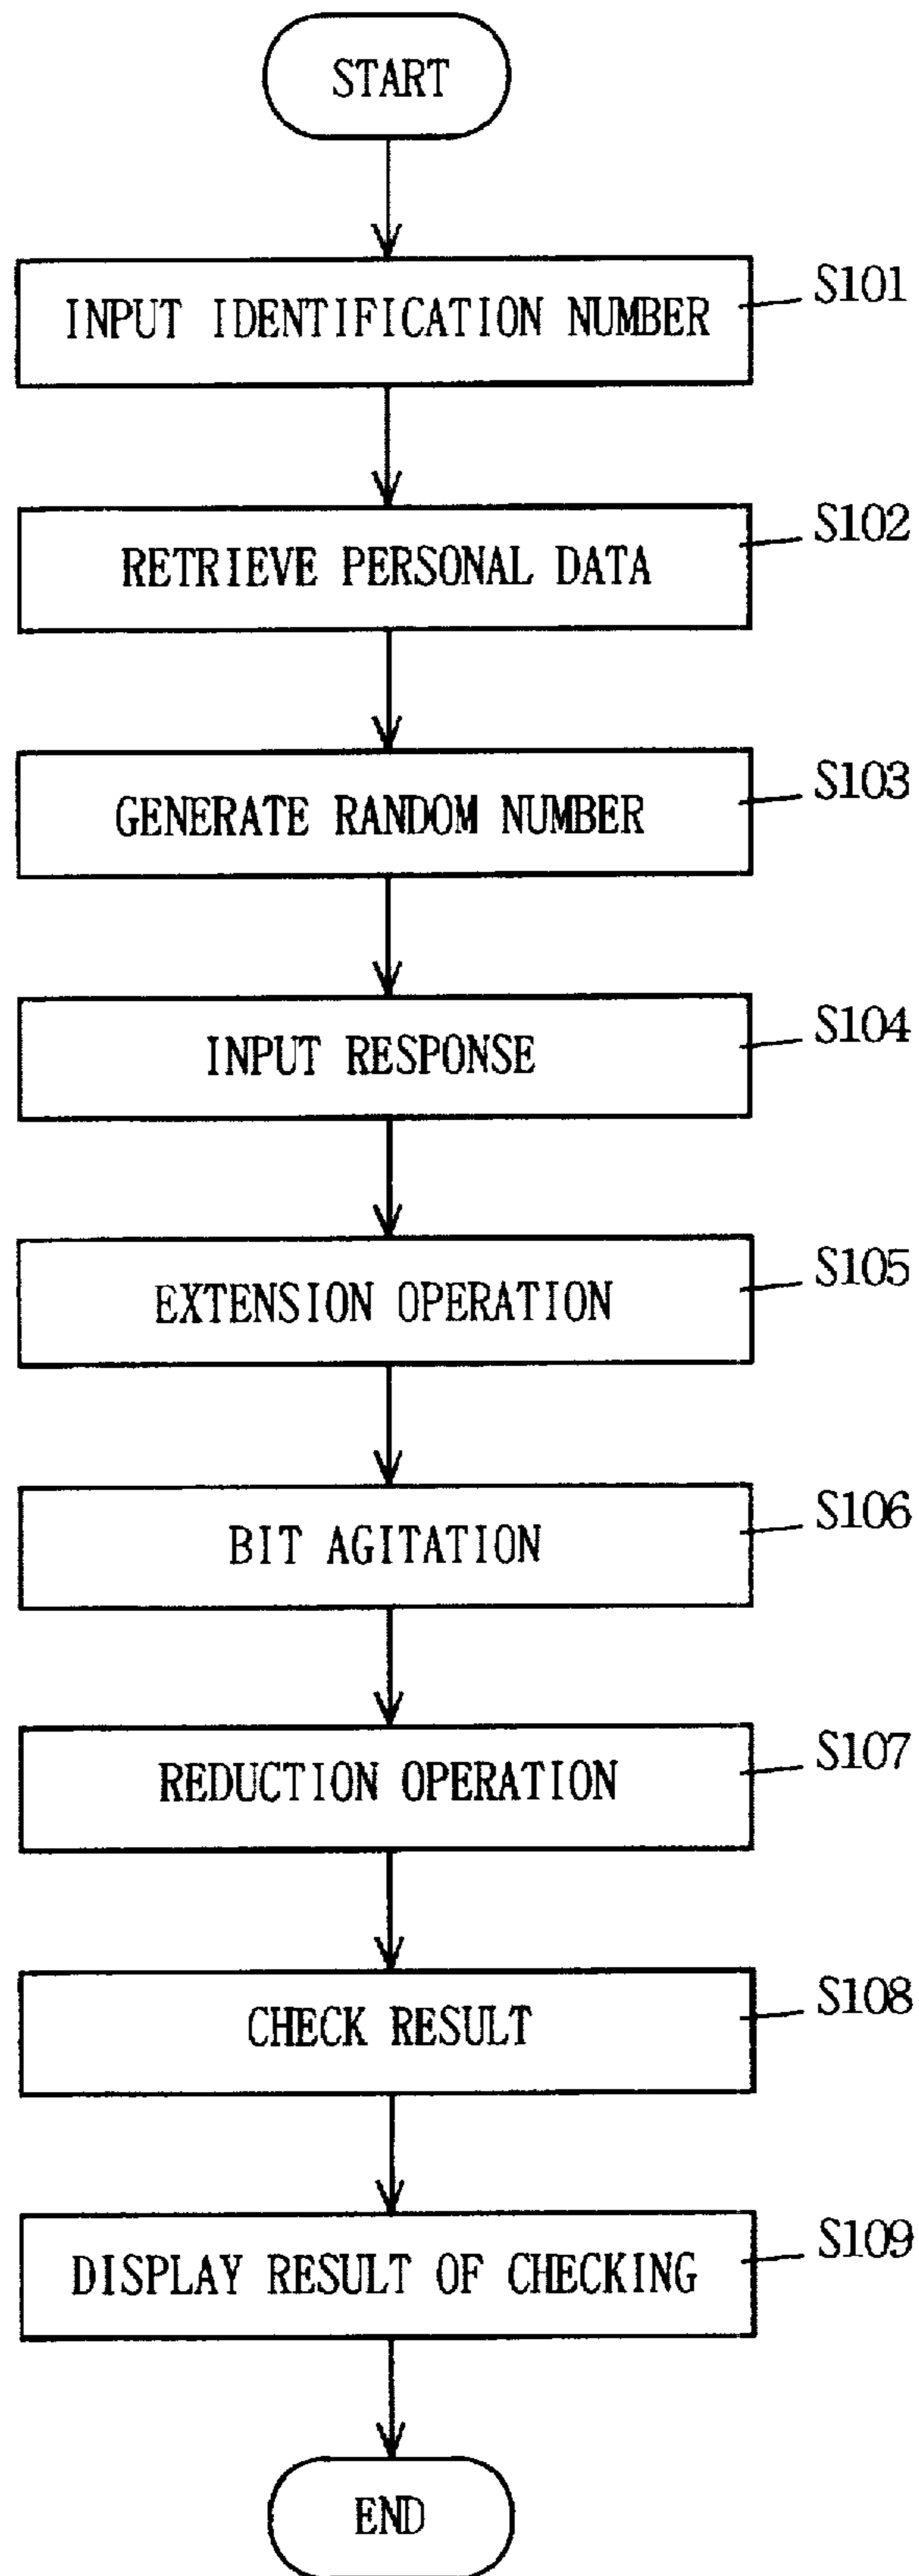 START
INPUT IDENTIFICATION NUMBER
S101
RETRIEVE PERSONAL DATA
S102
GENERATE RANDOM NUMBER
S103
INPUT RESPONSE
S104
EXTENSION OPERATION
S105
BIT AGITATION
S106
REDUCTION OPERATION
S107
CHECK RESULT
S108
DISPLAY RESULT OF CHECKING
S109
END